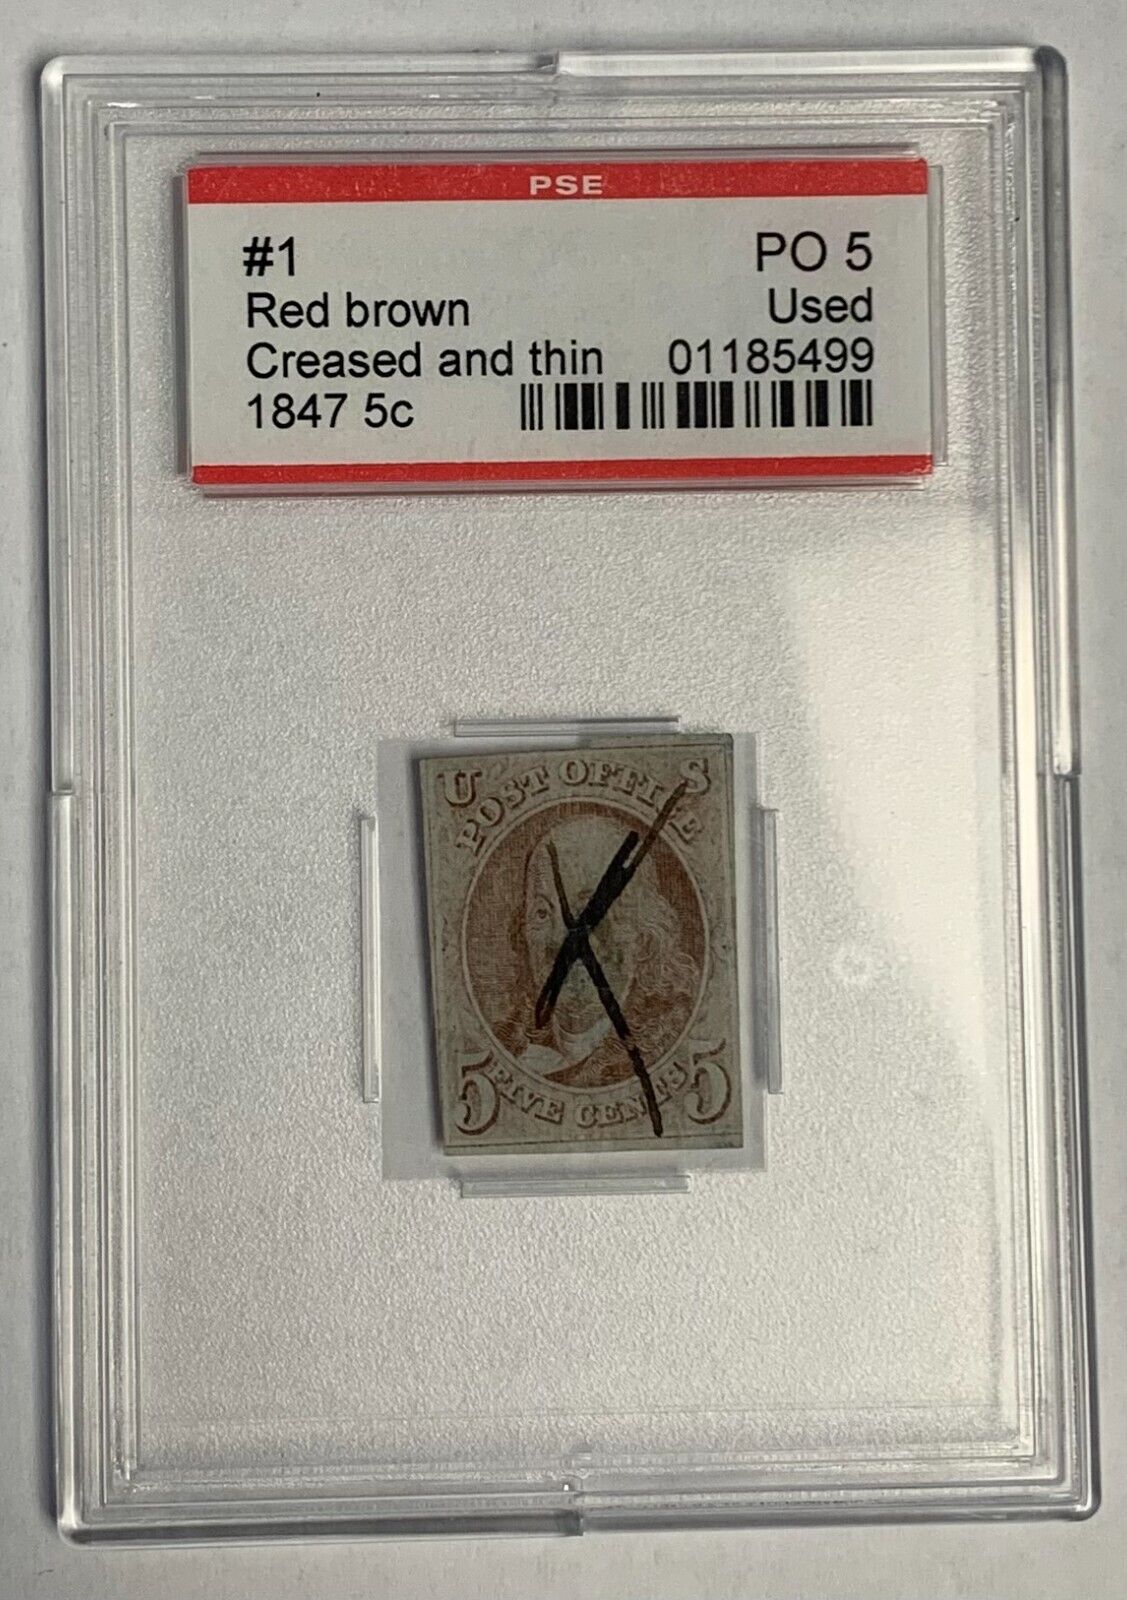 PSE
#1 PO 5
Red brown Used
Creased and thin 01185499
1847 5c
U S
POST OFFICE
5 FIVE CENTS 5